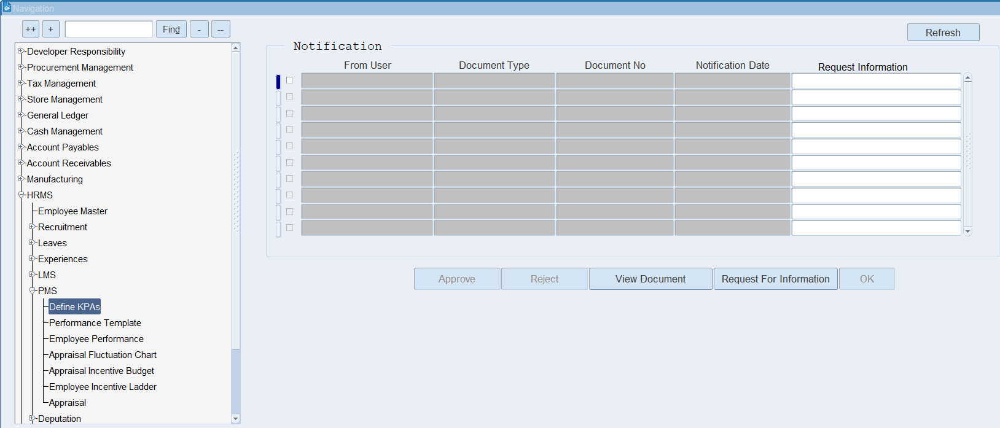 Navigation
++ + Find - --
Refresh
Developer Responsibility
Procurement Management
Tax Management
Store Management
General Ledger
Cash Management
Account Payables
Account Receivables
Manufacturing
HRMS
Employee Master
Recruitment
Leaves
Experiences
LMS
PMS
Define KPAs
Performance Template
Employee Performance
Appraisal Fluctuation Chart
Appraisal Incentive Budget
Employee Incentive Ladder
Appraisal
Deputation
Notification
From User Document Type Document No Notification Date Request Information
Approve Reject View Document Request For Information OK